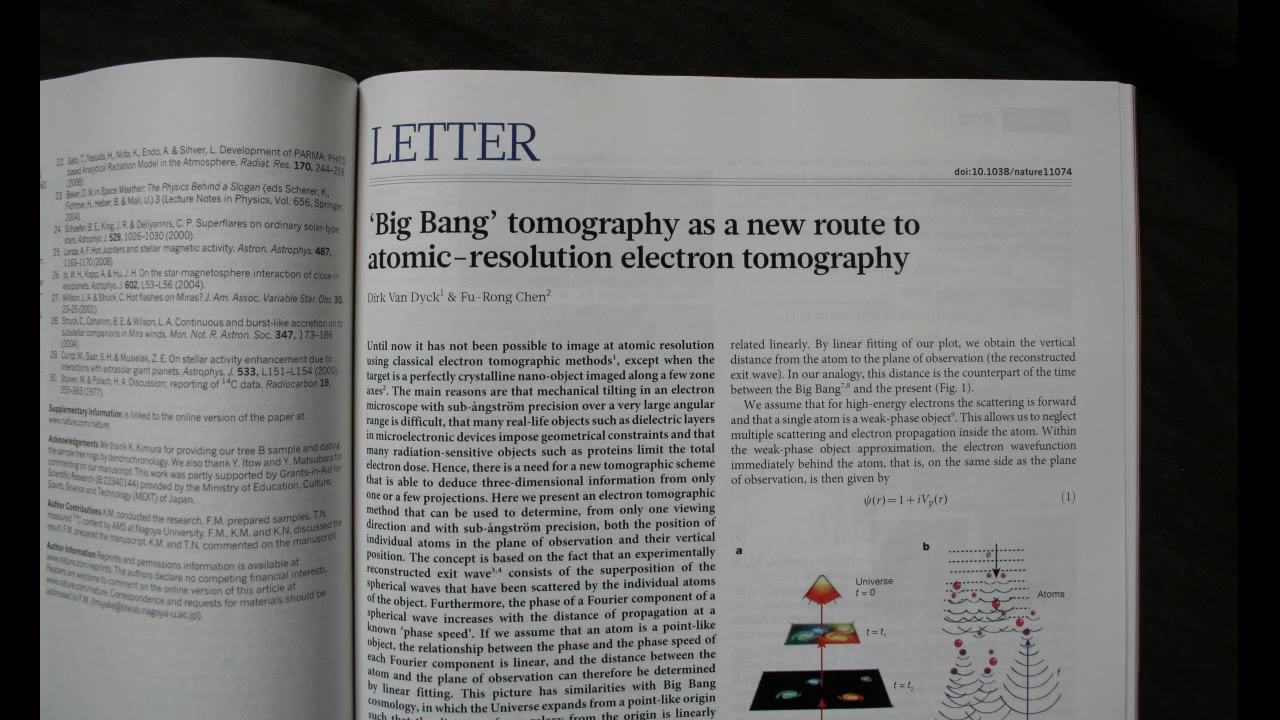 22. Sato, T., Yasuda, H., Niita, K., Endo, A. & Sihver, L. Development of PARMA: PHITS
based Analytical Radiation Model in the Atmosphere. Radiat. Res. 170, 244–259
(2008).
23. Baker, D. N. in Space Weather: The Physics Behind a Slogan (eds Scherer, K.,
Fichtner, H., Heber, B. & Mall, U.) 3 (Lecture Notes in Physics, Vol. 656, Springer,
2004).
24. Schaefer, B. E., King, J. R. & Deliyannis, C. P. Superflares on ordinary solar-type
stars. Astrophys. J. 529, 1026–1030 (2000).
25. Lanza, A. F. Hot Jupiters and stellar magnetic activity. Astron. Astrophys. 487,
1163–1170 (2008).
26. Ip, W. H., Kopp, A. & Hu, J. H. On the star-magnetosphere interaction of close-in
exoplanets. Astrophys. J. 602, L53–L56 (2004).
27. Willson, L. A. & Struck, C. Hot flashes on Miras? J. Am. Assoc. Variable Star. Obs. 30,
23–25 (2001).
28. Struck, C., Cohanim, B. E. & Willson, L. A. Continuous and burst-like accretion on to
substellar companions in Mira winds. Mon. Not. R. Astron. Soc. 347, 173–186
(2004).
29. Cuntz, M., Saar, S. H. & Musielak, Z. E. On stellar activity enhancement due to
interactions with extrasolar giant planets. Astrophys. J. 533, L151–L154 (2000).
30. Stuiver, M. & Polach, H. A. Discussion: reporting of 14C data. Radiocarbon 19,
355–363 (1977).
Supplementary Information is linked to the online version of the paper at
www.nature.com/nature.
Acknowledgements We thank K. Kimura for providing our tree B sample and dating
the sample tree rings by dendrochronology. We also thank Y. Itow and Y. Matsubara for
commenting on our manuscript. This work was partly supported by Grants-in-Aid for
Scientific Research (B:22340144) provided by the Ministry of Education, Culture,
Sports, Science and Technology (MEXT) of Japan.
Author Contributions K.M. conducted the research. F.M. prepared samples. T.N.
measured 14C content by AMS at Nagoya University. F.M., K.M. and K.N. discussed the
result. F.M. prepared the manuscript. K.M. and T.N. commented on the manuscript.
Author Information Reprints and permissions information is available at
www.nature.com/reprints. The authors declare no competing financial interests.
Readers are welcome to comment on the online version of this article at
www.nature.com/nature. Correspondence and requests for materials should be
addressed to F.M. (fmiyake@stelab.nagoya-u.ac.jp).
LETTER
doi:10.1038/nature11074
‘Big Bang’ tomography as a new route to
atomic-resolution electron tomography
Dirk Van Dyck1 & Fu-Rong Chen2
Until now it has not been possible to image at atomic resolution
using classical electron tomographic methods1, except when the
target is a perfectly crystalline nano-object imaged along a few zone
axes2. The main reasons are that mechanical tilting in an electron
microscope with sub-ångström precision over a very large angular
range is difficult, that many real-life objects such as dielectric layers
in microelectronic devices impose geometrical constraints and that
many radiation-sensitive objects such as proteins limit the total
electron dose. Hence, there is a need for a new tomographic scheme
that is able to deduce three-dimensional information from only
one or a few projections. Here we present an electron tomographic
method that can be used to determine, from only one viewing
direction and with sub-ångström precision, both the position of
individual atoms in the plane of observation and their vertical
position. The concept is based on the fact that an experimentally
reconstructed exit wave3,4 consists of the superposition of the
spherical waves that have been scattered by the individual atoms
of the object. Furthermore, the phase of a Fourier component of a
spherical wave increases with the distance of propagation at a
known ‘phase speed’. If we assume that an atom is a point-like
object, the relationship between the phase and the phase speed of
each Fourier component is linear, and the distance between the
atom and the plane of observation can therefore be determined
by linear fitting. This picture has similarities with Big Bang
cosmology, in which the Universe expands from a point-like origin
such that the from the origin is linearly
related linearly. By linear fitting of our plot, we obtain the vertical
distance from the atom to the plane of observation (the reconstructed
exit wave). In our analogy, this distance is the counterpart of the time
between the Big Bang7,8 and the present (Fig. 1).
We assume that for high-energy electrons the scattering is forward
and that a single atom is a weak-phase object9. This allows us to neglect
multiple scattering and electron propagation inside the atom. Within
the weak-phase object approximation, the electron wavefunction
immediately behind the atom, that is, on the same side as the plane
of observation, is then given by
ψ(r)=1+iVp(r) (1)
a
Universe
t = 0
t = t1
t = t2
b
θ
Atoms
r